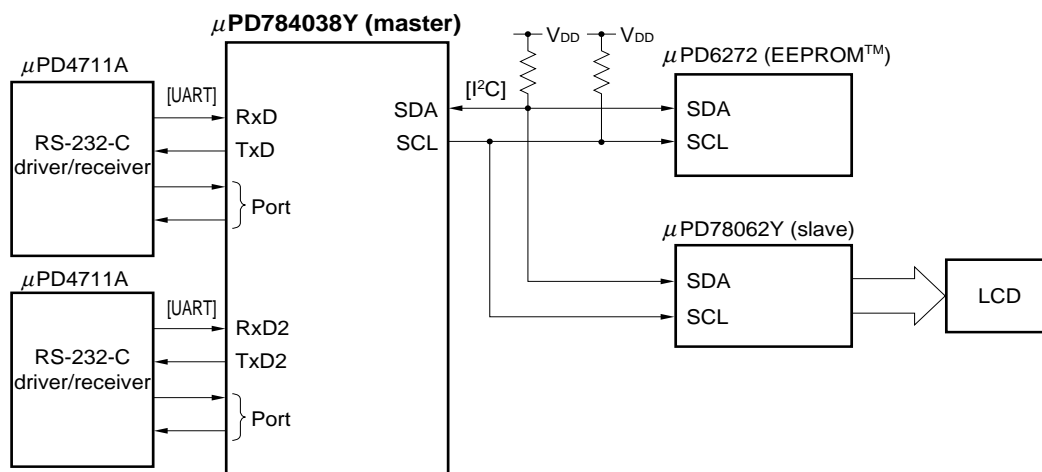 µPD784038Y (master)
µPD4711A
[UART]
RS-232-C
driver/receiver
RxD
TxD
Port
µPD4711A
[UART]
RS-232-C
driver/receiver
RxD2
TxD2
Port
SDA
SCL
[I²C]
VDD
VDD
µPD6272 (EEPROM™)
SDA
SCL
µPD78062Y (slave)
SDA
SCL
LCD